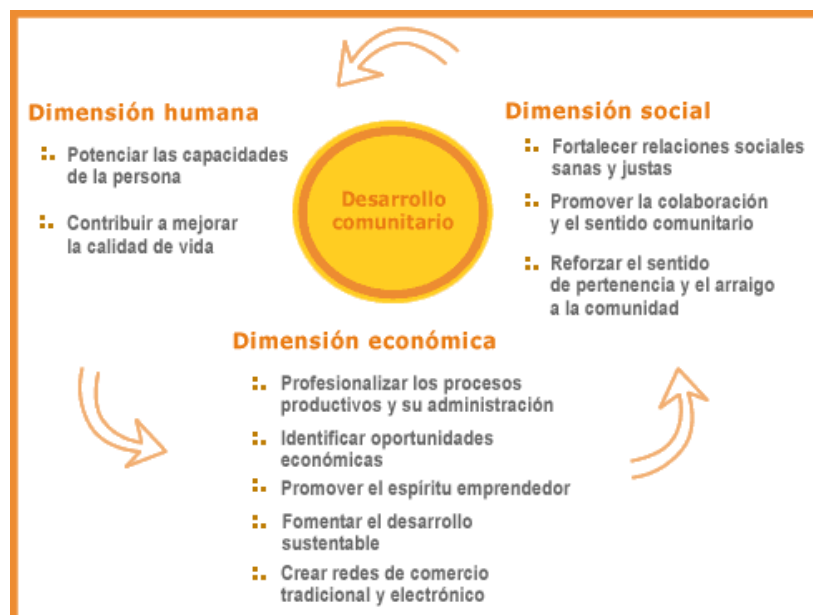 Dimensión humana
Potenciar las capacidades
de la persona
Contribuir a mejorar
la calidad de vida
Desarrollo
comunitario
Dimensión social
Fortalecer relaciones sociales
sanas y justas
Promover la colaboración
y el sentido comunitario
Reforzar el sentido
de pertenencia y el arraigo
a la comunidad
Dimensión económica
Profesionalizar los procesos
productivos y su administración
Identificar oportunidades
económicas
Promover el espíritu emprendedor
Fomentar el desarrollo
sustentable
Crear redes de comercio
tradicional y electrónico